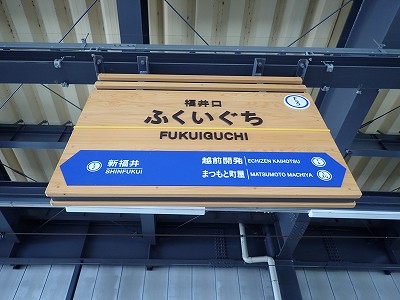 福井口
ふくいぐち
FUKUIGUCHI
新福井
SHINFUKUI
越前開発 ECHIZEN KAIHOTSU
まつもと町屋 MATSUMOTO MACHIYA